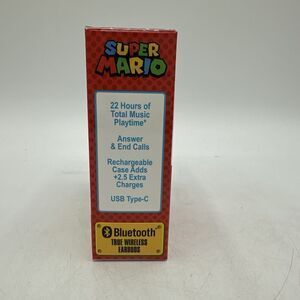 SUPER
MARIO
22 Hours of
Total Music
Playtime*
Answer
& End Calls
Rechargeable
Case Adds
+2.5 Extra
Charges
USB Type-C
Bluetooth
TRUE WIRELESS
EARBUDS